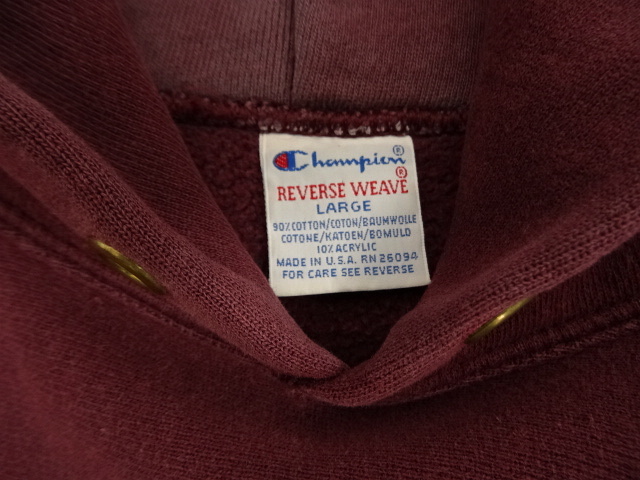 Champion®
REVERSE WEAVE®
LARGE
90% COTTON/COTON/BAUMWOLLE
COTONE/KATOEN/BOMULD
10% ACRYLIC
MADE IN U.S.A. RN 26094
FOR CARE SEE REVERSE